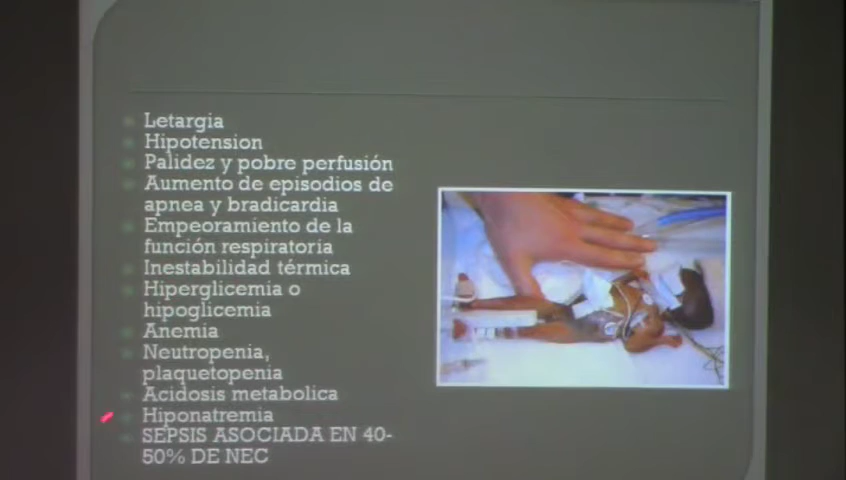 Letargia
Hipotension
Palidez y pobre perfusión
Aumento de episodios de
apnea y bradicardia
Empeoramiento de la
función respiratoria
Inestabilidad térmica
Hiperglicemia o
hipoglicemia
Anemia
Neutropenia,
plaquetopenia
Acidosis metabolica
Hiponatremia
SEPSIS ASOCIADA EN 40-
50% DE NEC